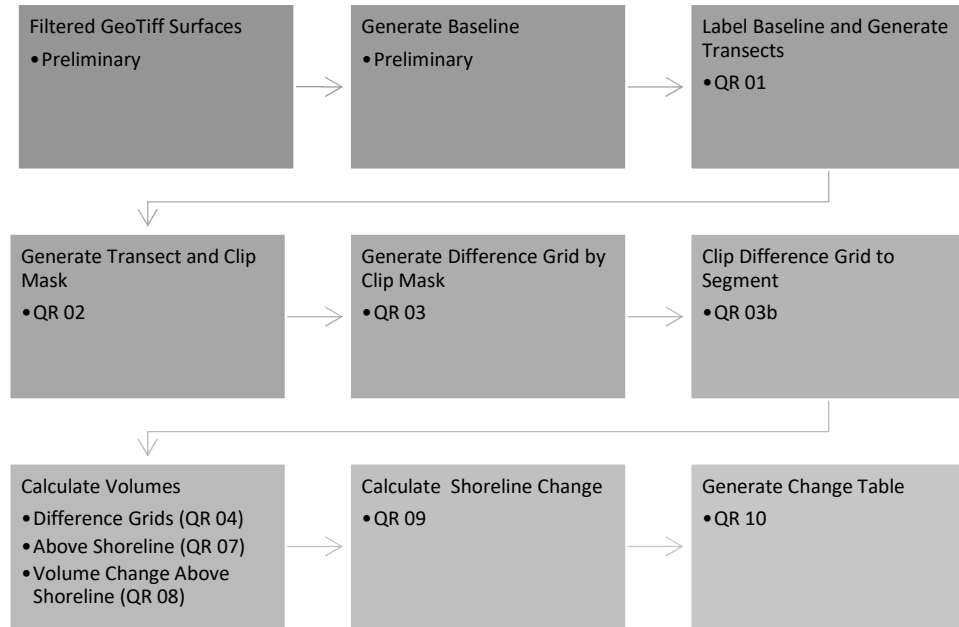 Filtered GeoTiff Surfaces
•Preliminary
Generate Baseline
•Preliminary
Label Baseline and Generate
Transects
•QR 01
Generate Transect and Clip
Mask
•QR 02
Generate Difference Grid by
Clip Mask
•QR 03
Clip Difference Grid to
Segment
•QR 03b
Calculate Volumes
•Difference Grids (QR 04)
•Above Shoreline (QR 07)
•Volume Change Above
Shoreline (QR 08)
Calculate  Shoreline Change
•QR 09
Generate Change Table
•QR 10